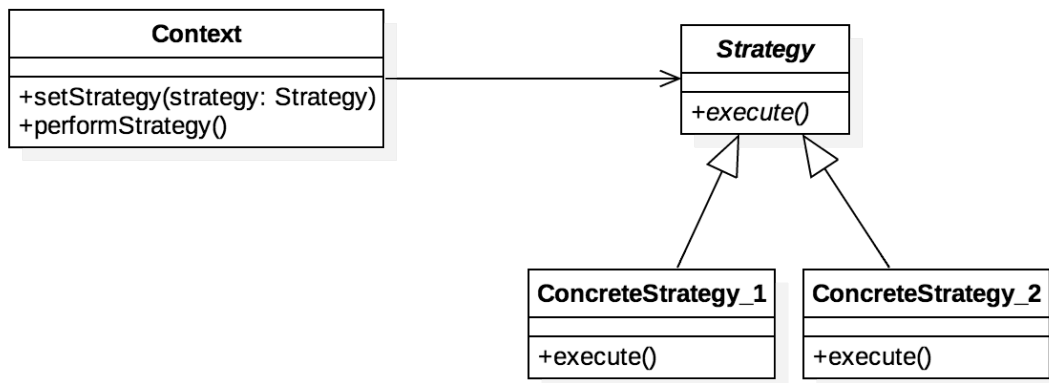 Context
+setStrategy(strategy: Strategy)
+performStrategy()
Strategy
+execute()
ConcreteStrategy_1
+execute()
ConcreteStrategy_2
+execute()